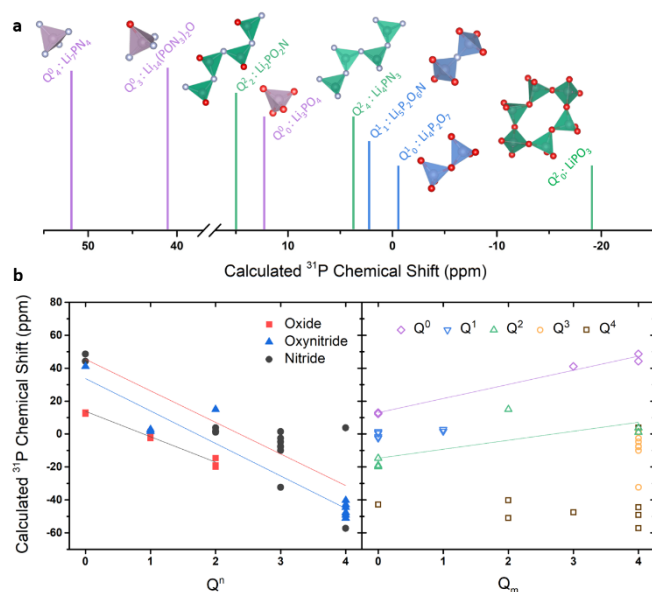 a
Q⁰₄: Li₇PN₄
Q⁰₃: Li₁₄(PON₃)₂O
Q²₂: Li₂PO₂N
Q⁰₀: Li₃PO₄
Q²₄: Li₄PN₃
Q¹₁: Li₅P₂O₆N
Q¹₀: Li₄P₂O₇
Q²₀: LiPO₃
50 40 10 0 -10 -20
Calculated ³¹P Chemical Shift (ppm)
b
Calculated ³¹P Chemical Shift (ppm)
80
60
40
20
0
-20
-40
-60
Oxide
Oxynitride
Nitride
0 1 2 3 4
Qⁿ
Q⁰ Q¹ Q² Q³ Q⁴
0 1 2 3 4
Qₘ